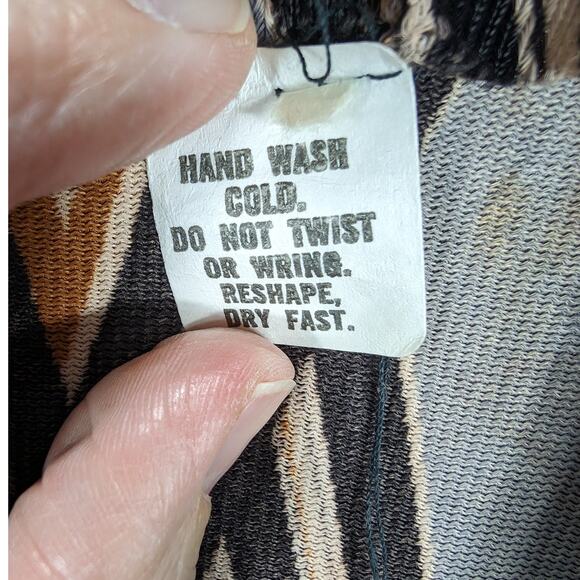 HAND WASH
COLD.
DO NOT TWIST
OR WRING.
RESHAPE,
DRY FAST.